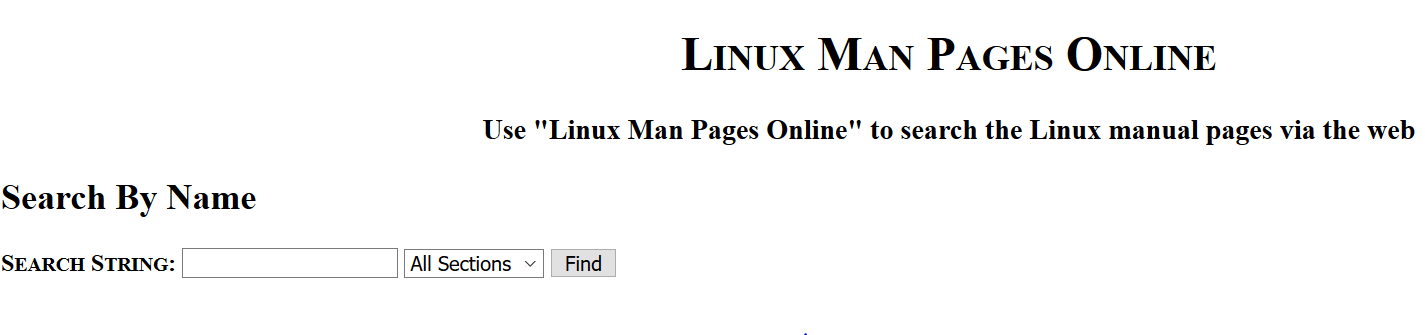 Linux Man Pages Online
Use "Linux Man Pages Online" to search the Linux manual pages via the web
Search By Name
Search String: All Sections Find